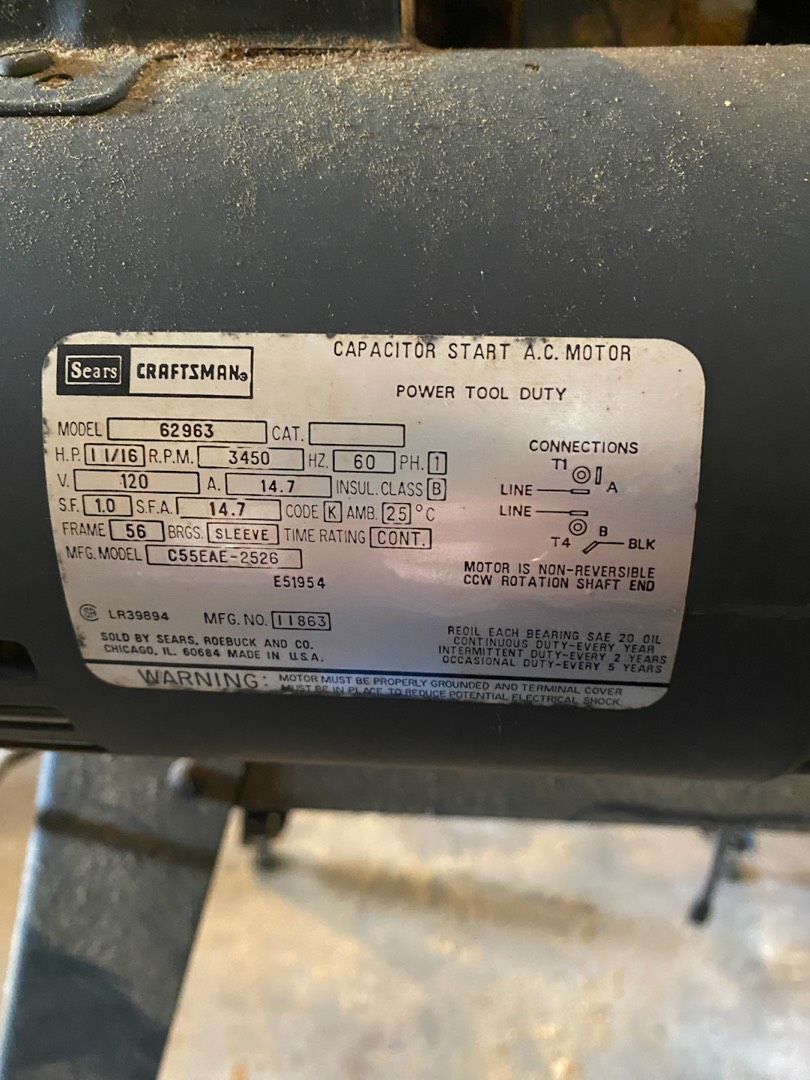 Sears CRAFTSMAN®
CAPACITOR START A.C. MOTOR
POWER TOOL DUTY
MODEL 62963 CAT.
H.P. 1 1/16 R.P.M. 3450 HZ. 60 PH. 1
V. 120 A. 14.7 INSUL. CLASS B
S.F. 1.0 S.F.A. 14.7 CODE K AMB. 25 °C
FRAME 56 BRGS. SLEEVE TIME RATING CONT.
MFG. MODEL C55EAE-2526
E51954
LR39894 MFG. NO. 11863
SOLD BY SEARS, ROEBUCK AND CO.
CHICAGO, IL. 60684 MADE IN U.S.A.
CONNECTIONS
T1
LINE A
LINE
B
T4 BLK
MOTOR IS NON-REVERSIBLE
CCW ROTATION SHAFT END
REOIL EACH BEARING SAE 20 OIL
CONTINUOUS DUTY-EVERY YEAR
INTERMITTENT DUTY-EVERY 2 YEARS
OCCASIONAL DUTY-EVERY 5 YEARS
WARNING: MOTOR MUST BE PROPERLY GROUNDED AND TERMINAL COVER
MUST BE IN PLACE TO REDUCE POTENTIAL ELECTRICAL SHOCK